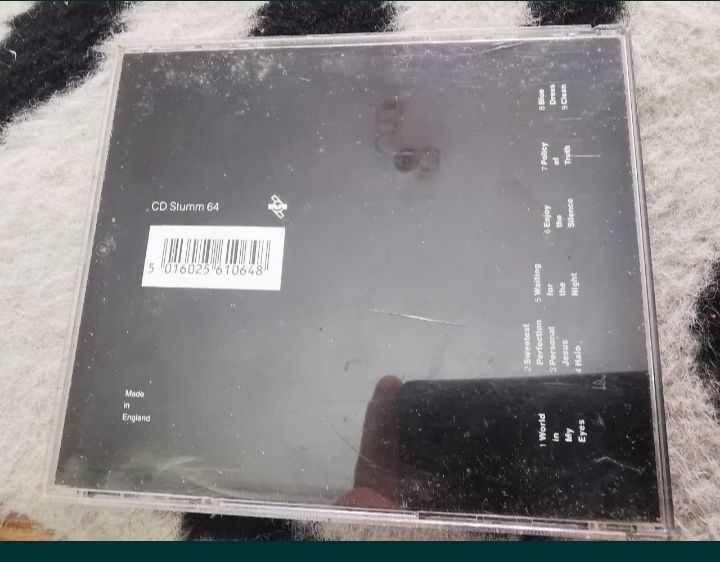 CD Stumm 64
5 016025 610648
Made
in
England
1 World
in
My
Eyes
2 Sweetest
Perfection
3 Personal
Jesus
4 Halo
5 Waiting
for
the
Night
6 Enjoy
the
Silence
7 Policy
of
Truth
8 Blue
Dress
9 Clean